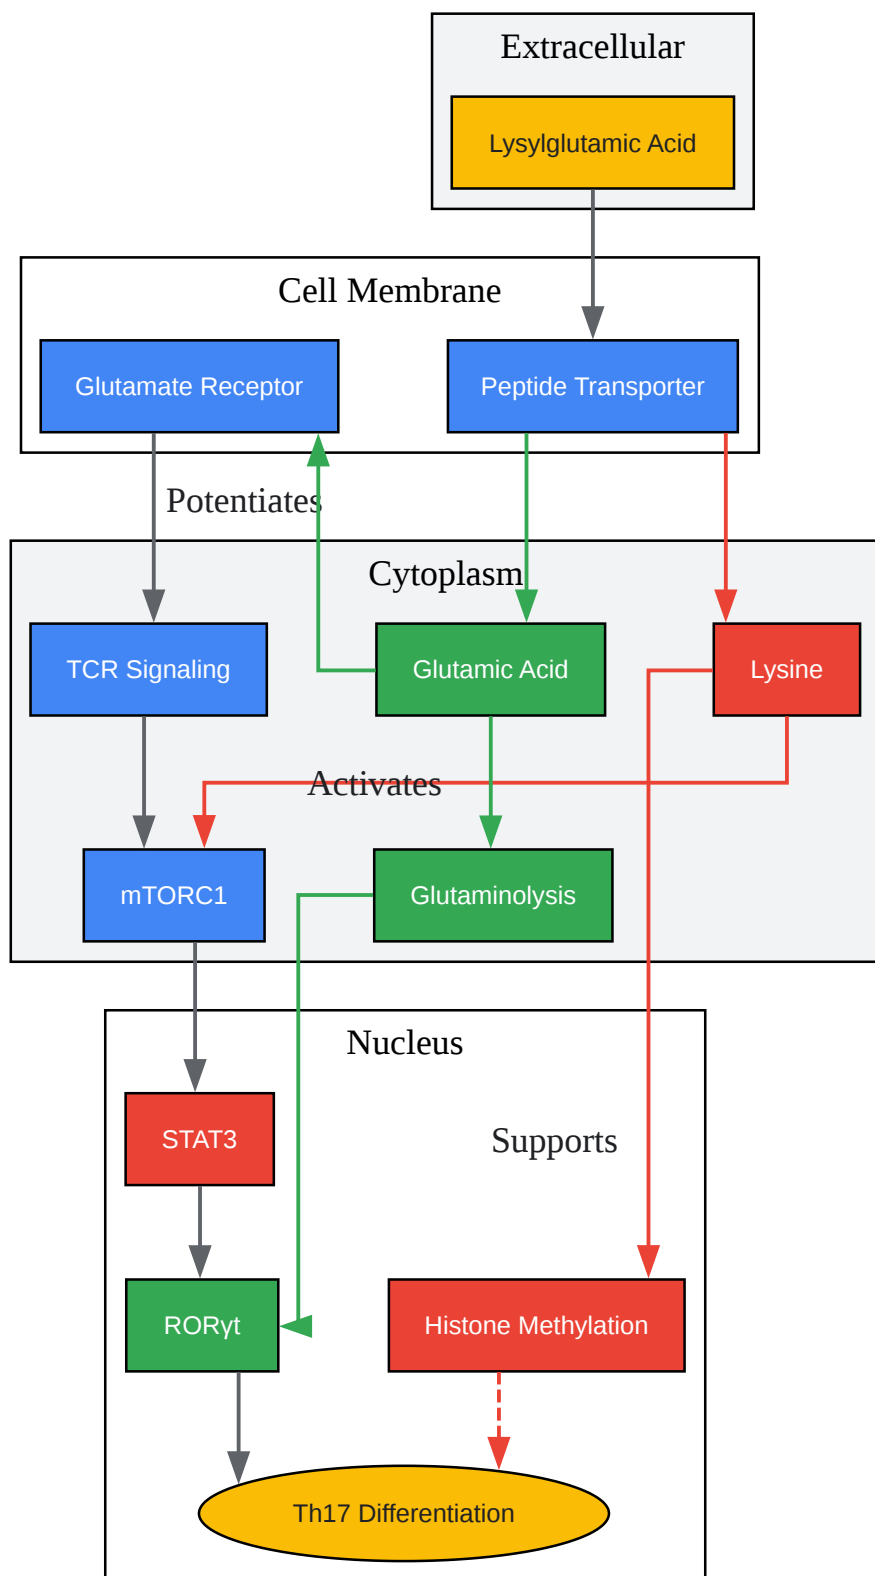 Extracellular
Lysylglutamic Acid
Cell Membrane
Glutamate Receptor
Peptide Transporter
Potentiates
Cytoplasm
TCR Signaling
Glutamic Acid
Lysine
Activates
mTORC1
Glutaminolysis
Nucleus
STAT3
Supports
RORγt
Histone Methylation
Th17 Differentiation